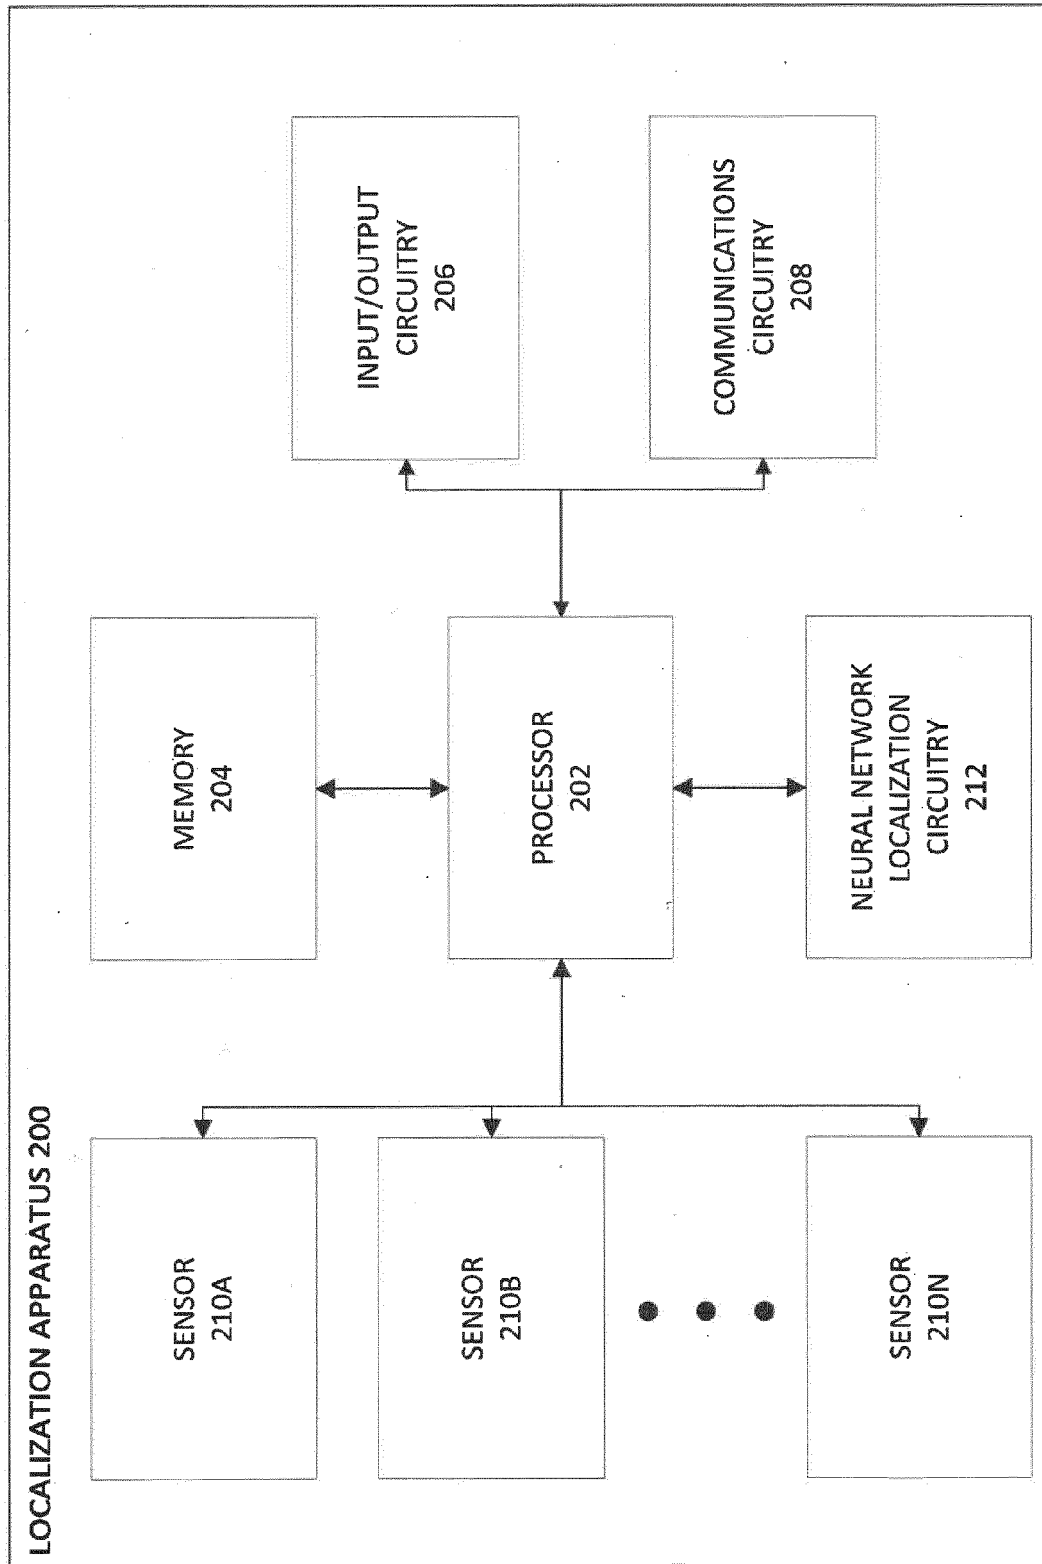 LOCALIZATION APPARATUS 200
SENSOR
210A
SENSOR
210B
SENSOR
210N
MEMORY
204
PROCESSOR
202
NEURAL NETWORK
LOCALIZATION
CIRCUITRY
212
INPUT/OUTPUT
CIRCUITRY
206
COMMUNICATIONS
CIRCUITRY
208